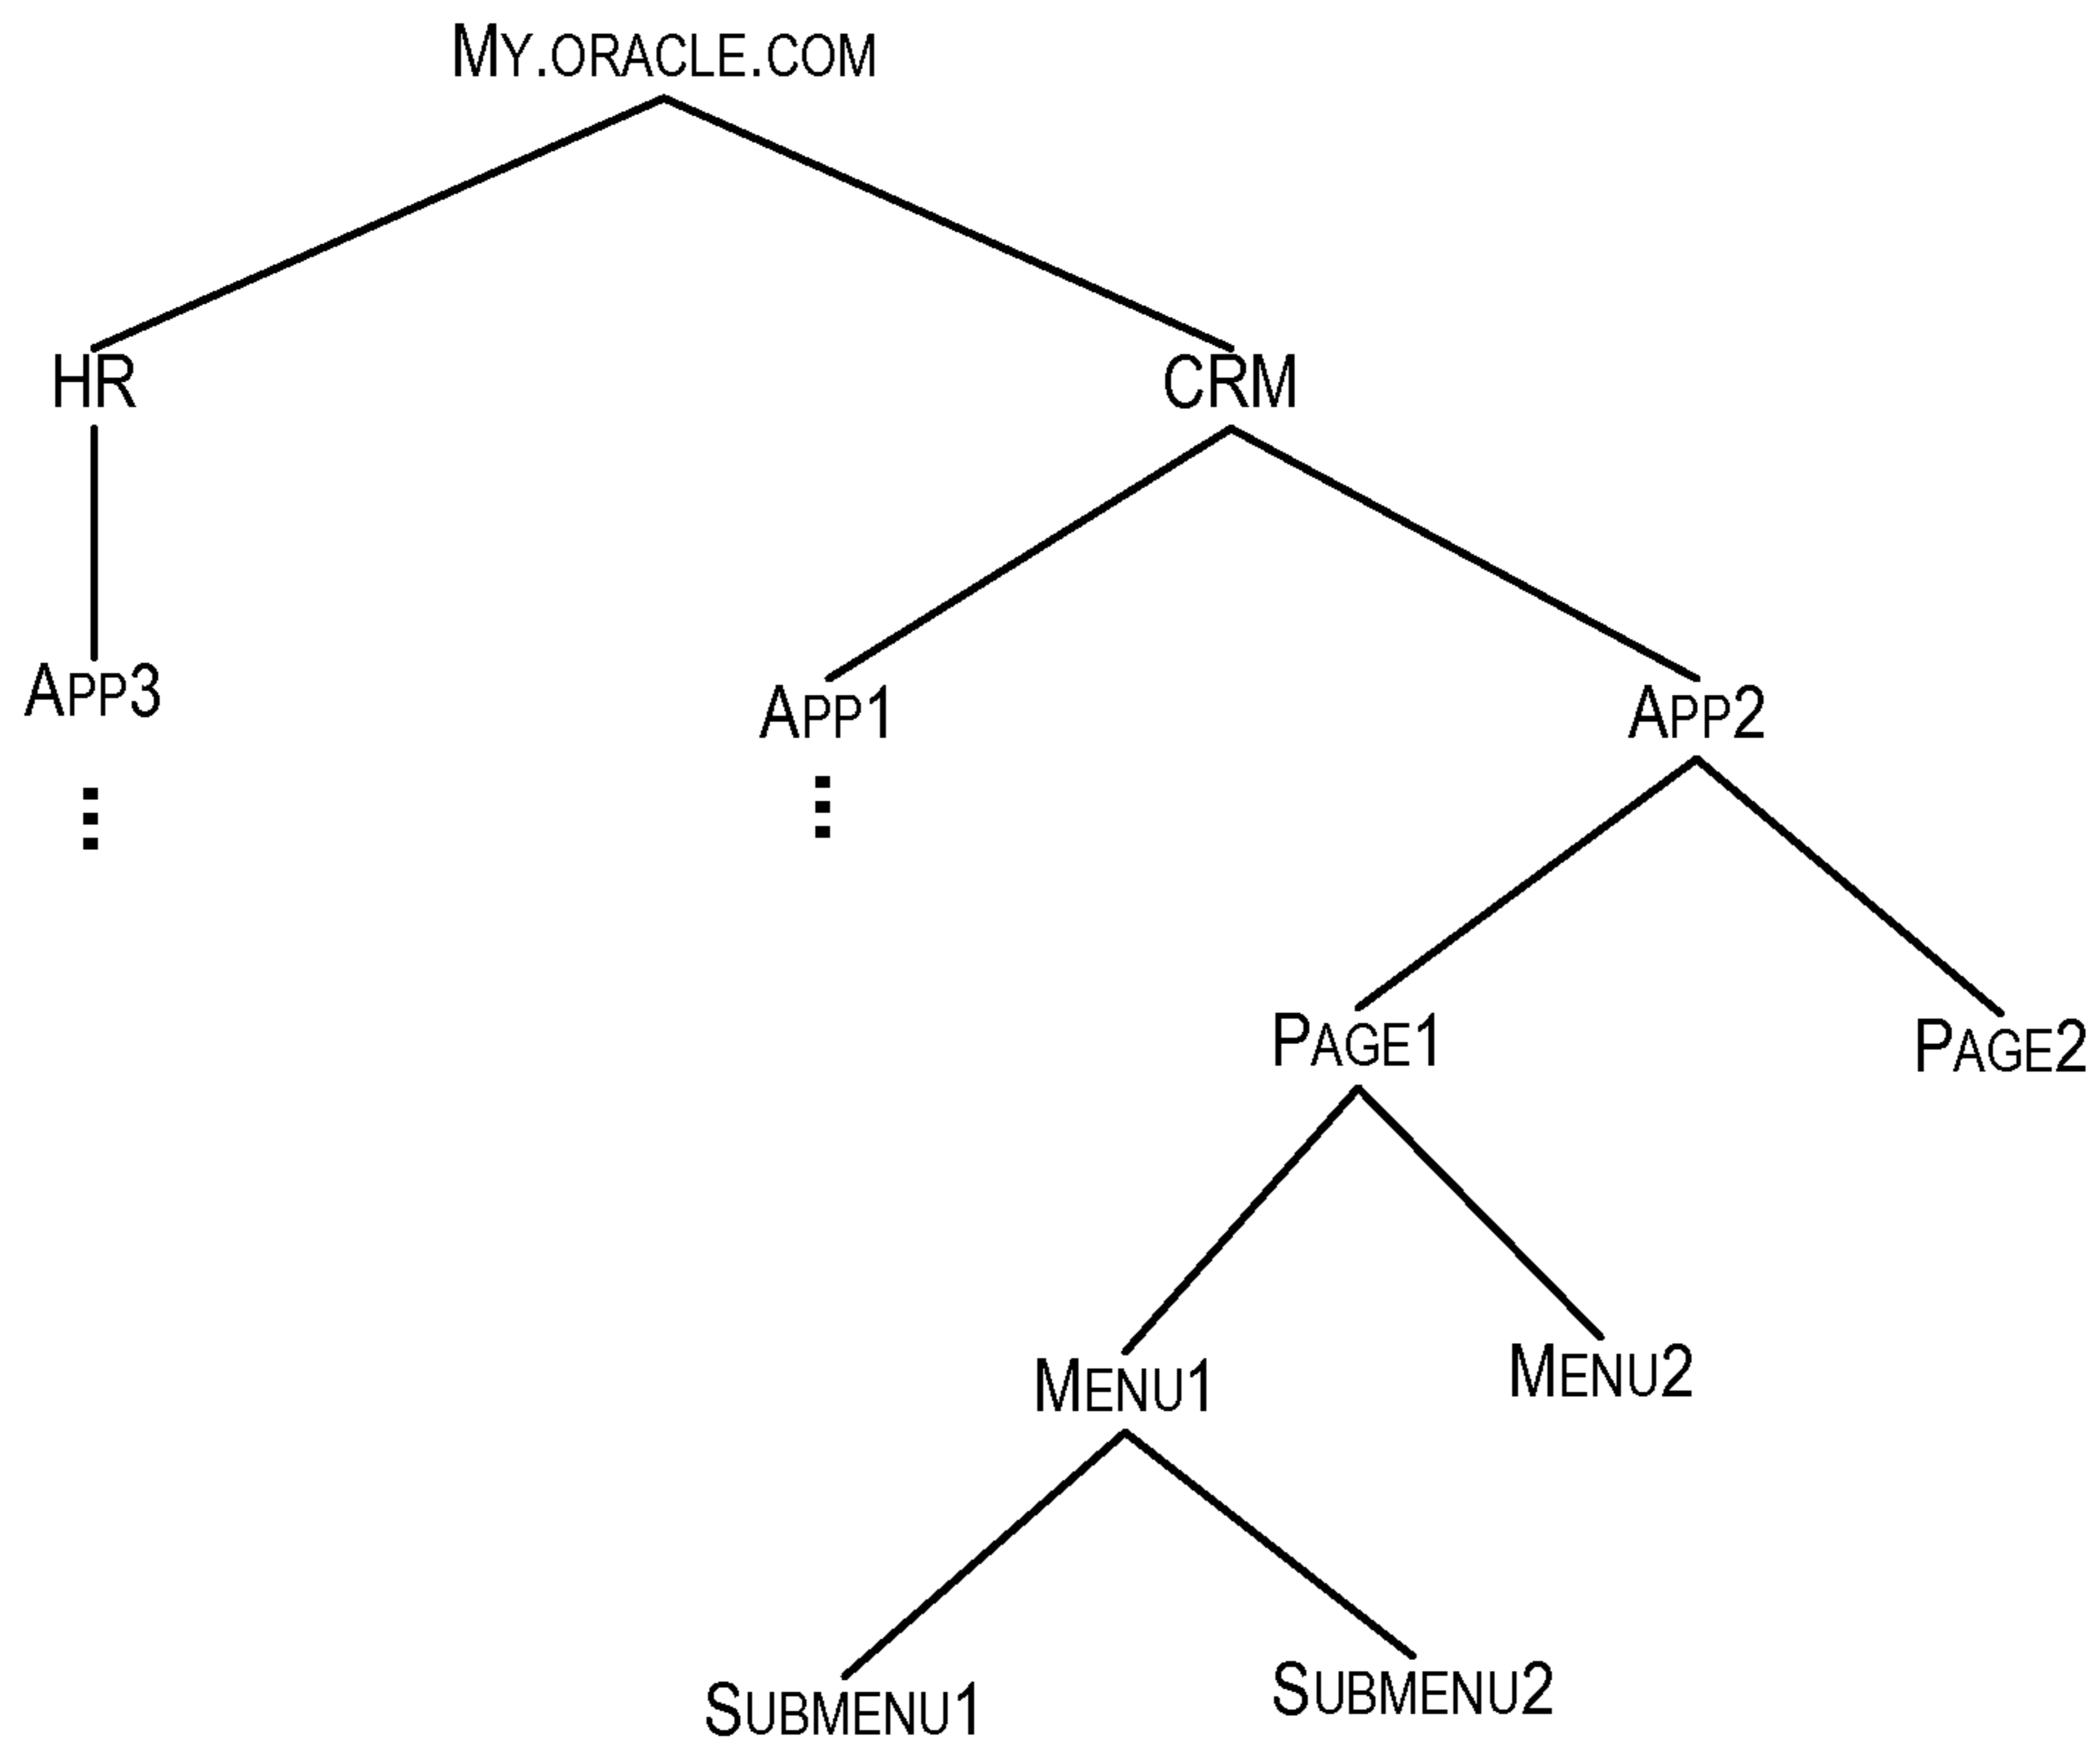 My.oracle.com
HR
CRM
App3
App1
App2
Page1
Page2
Menu1
Menu2
Submenu1
Submenu2